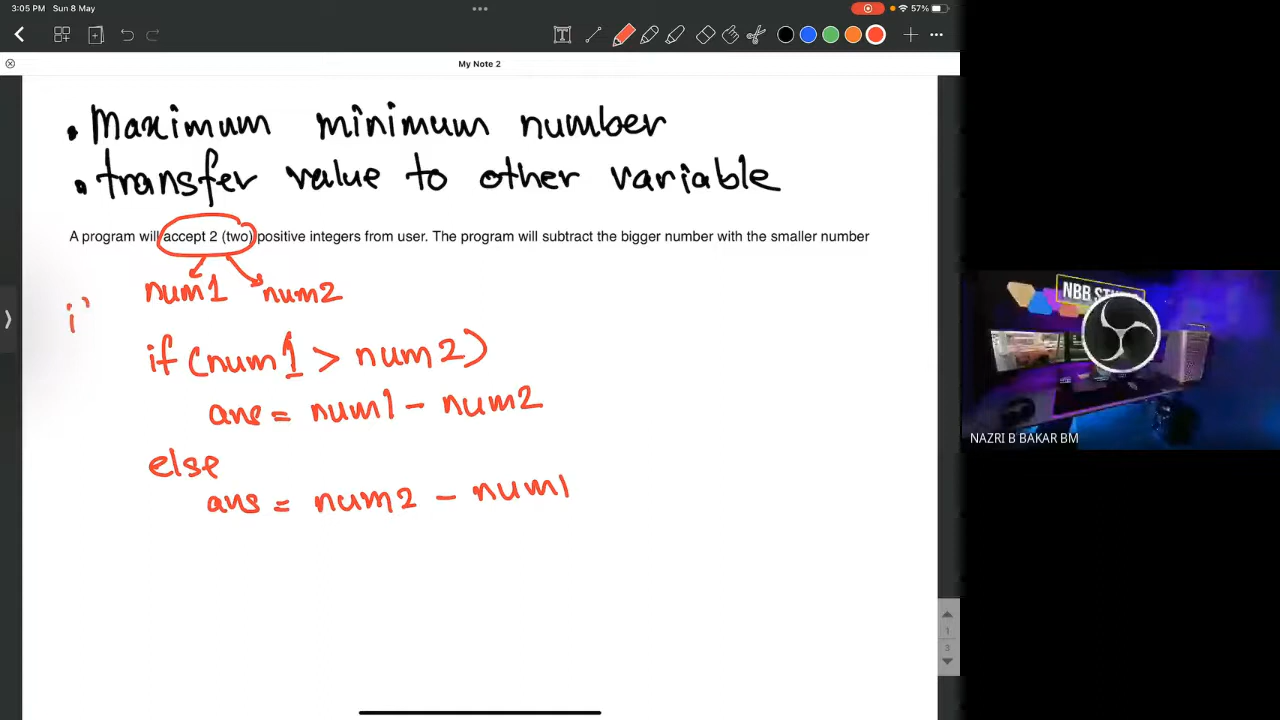 3:05 PM Sun 8 May
57%
My Note 2
• Maximum minimum number
• transfer value to other variable
A program will accept 2 (two) positive integers from user. The program will subtract the bigger number with the smaller number
num1 num2
if (num1 > num2)
ans = num1 - num2
else
ans = num2 - num1
NBB
NAZRI B BAKAR BM
1
3